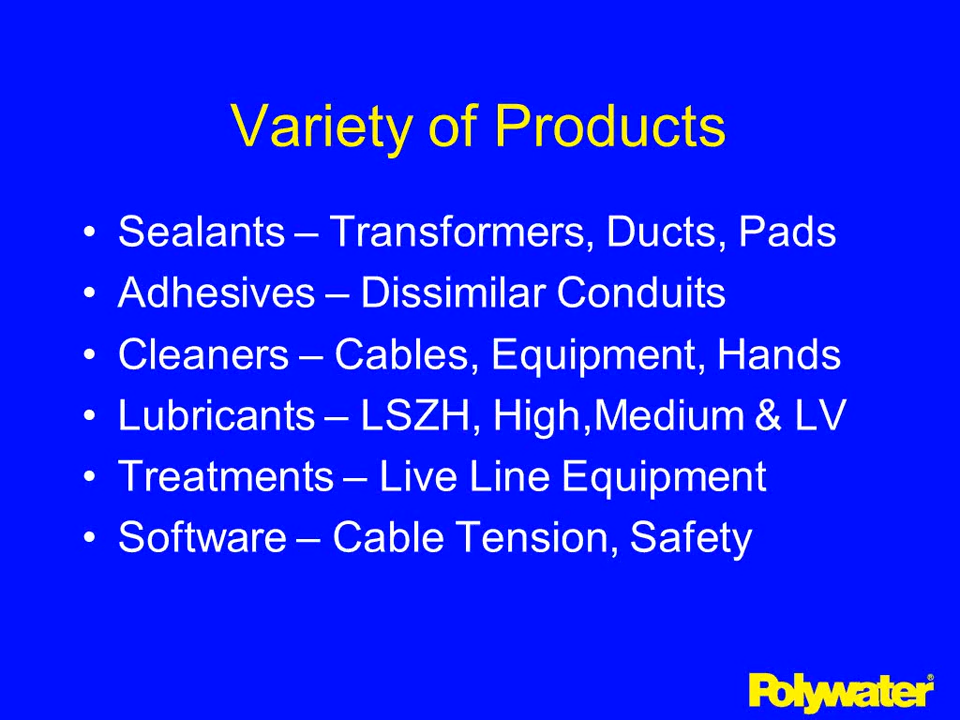 Variety of Products
• Sealants – Transformers, Ducts, Pads
• Adhesives – Dissimilar Conduits
• Cleaners – Cables, Equipment, Hands
• Lubricants – LSZH, High,Medium & LV
• Treatments – Live Line Equipment
• Software – Cable Tension, Safety
Polywater®